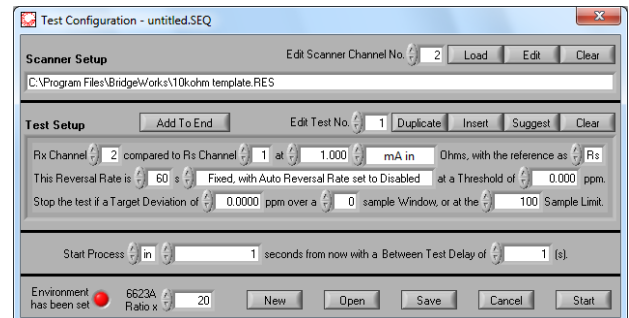 Test Configuration - untitled.SEQ
Scanner Setup Edit Scanner Channel No. 2 Load Edit Clear
C:\Program Files\BridgeWorks\10kohm template.RES
Test Setup Add To End Edit Test No. 1 Duplicate Insert Suggest Clear
Rx Channel 2 compared to Rs Channel 1 at 1.000 mA in Ohms, with the reference as Rs
This Reversal Rate is 60 s Fixed, with Auto Reversal Rate set to Disabled at a Threshold of 0.000 ppm.
Stop the test if a Target Deviation of 0.0000 ppm over a 0 sample Window, or at the 100 Sample Limit.
Start Process in 1 seconds from now with a Between Test Delay of 1 (s).
Environment has been set 6623A Ratio x 20 New Open Save Cancel Start